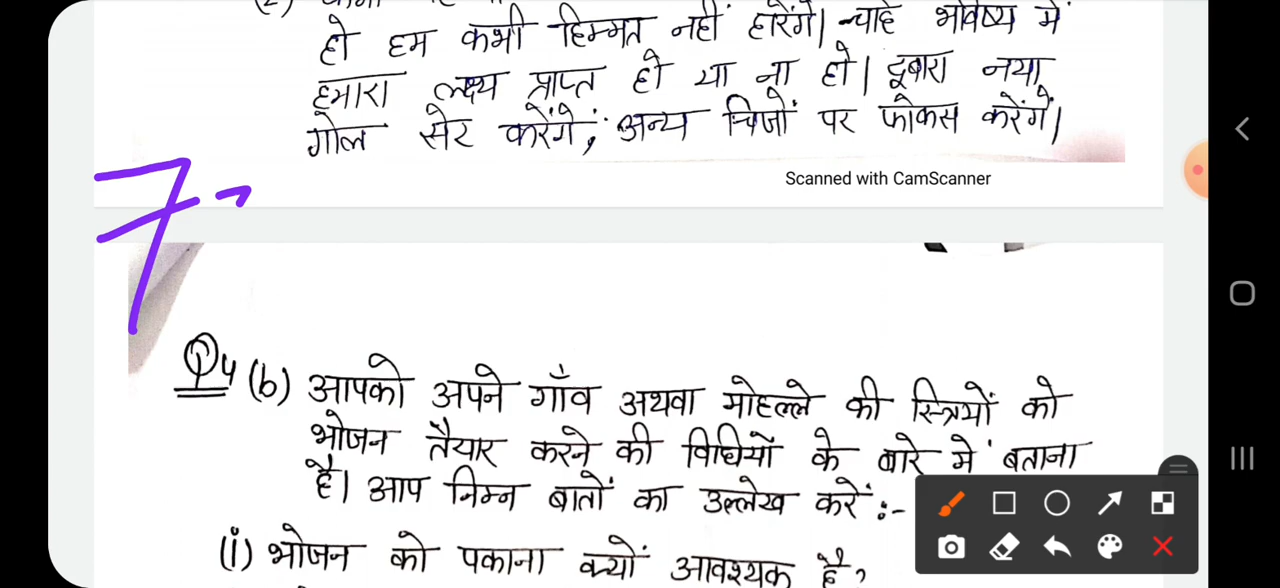 हो हम कभी हिम्मत नहीं हारेंगे। चाहे भविष्य में
हमारा लक्ष्य प्राप्त हो या ना हो। दूबारा नया
गोल सेर करेंगे, अन्य चिजों पर फोकस करेंगें।
Scanned with CamScanner
7.
Q4 (b) आपको अपने गाँव अथवा मोहल्ले की स्त्रियों को
भोजन तैयार करने की विधियों के बारे में बताना
है। आप निम्न बातों का उल्लेख करें :-
(i) भोजन को पकाना क्यों आवश्यक है?